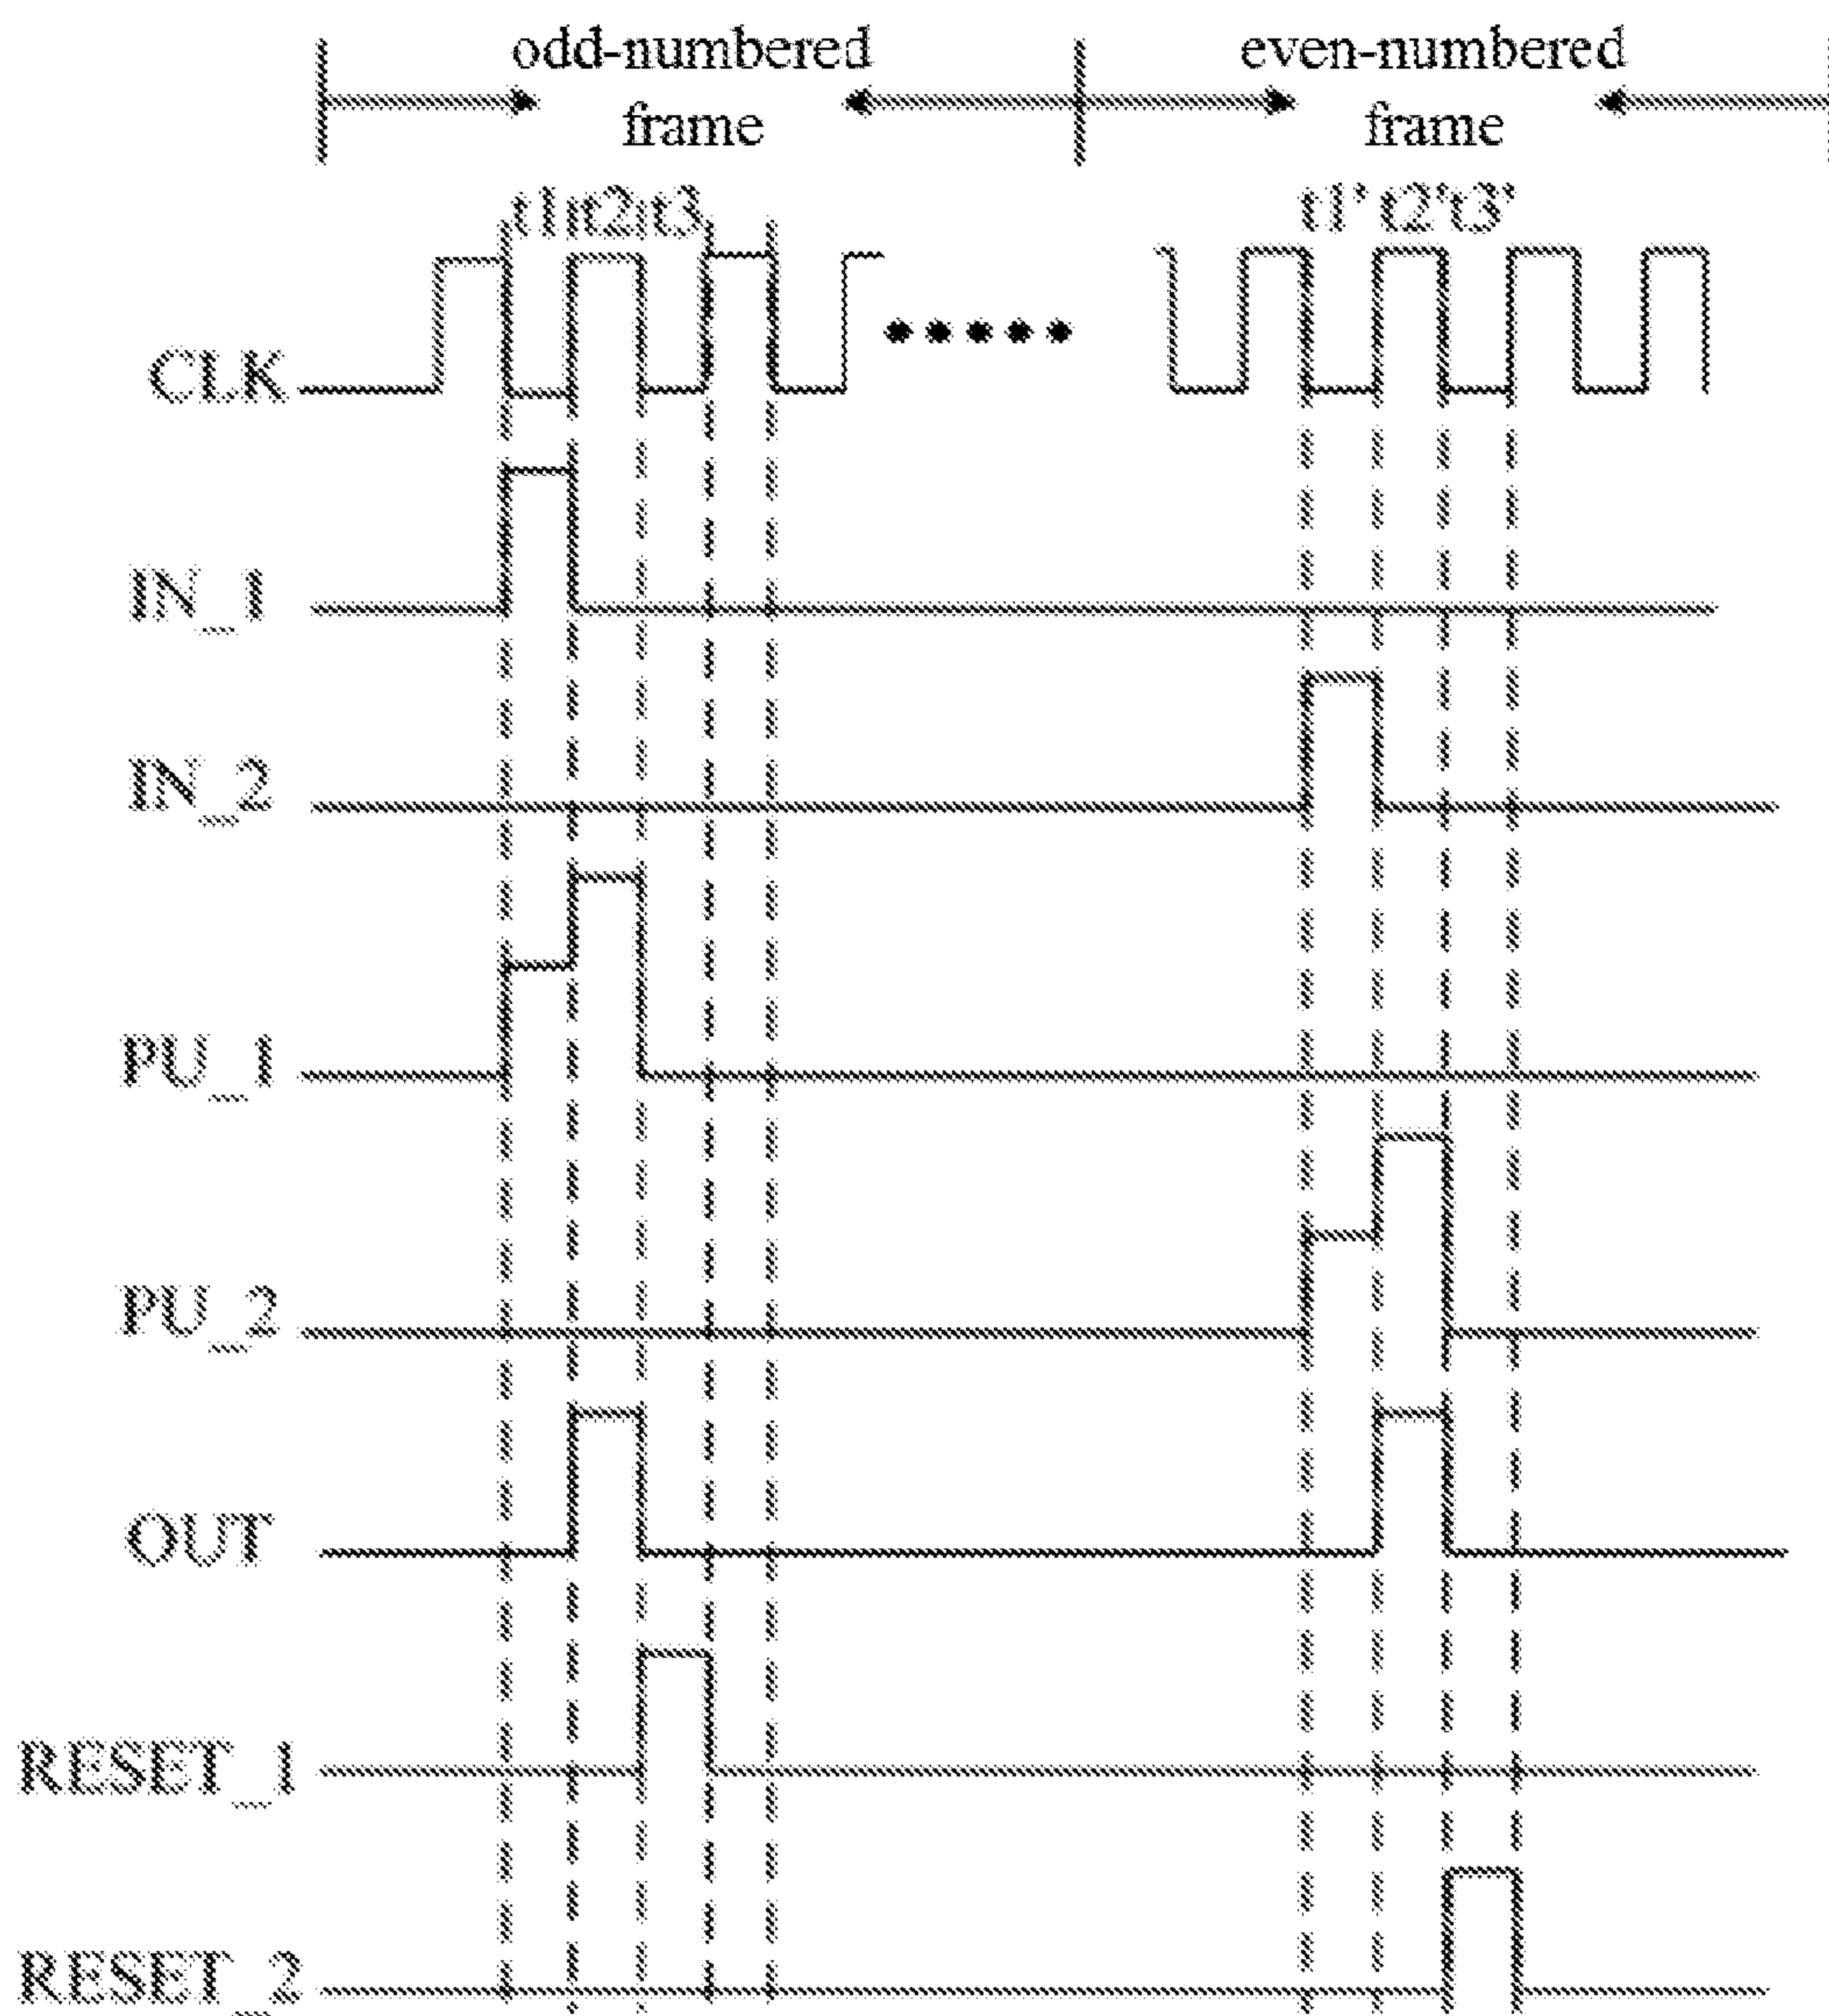 odd-numbered frame
even-numbered frame
t1 t2 t3
t1' t2' t3'
CLK
IN_1
IN_2
PU_1
PU_2
OUT
RESET_1
RESET_2